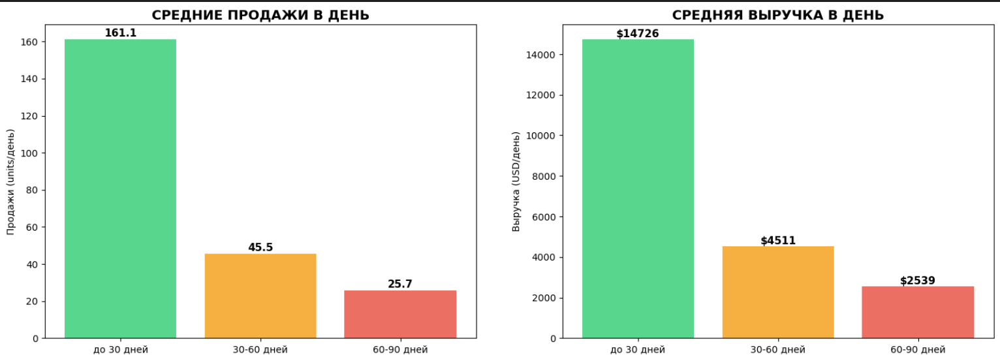 СРЕДНИЕ ПРОДАЖИ В ДЕНЬ
161.1
45.5
25.7
Продажи (units/день)
160
140
120
100
80
60
40
20
0
до 30 дней
30-60 дней
60-90 дней
СРЕДНЯЯ ВЫРУЧКА В ДЕНЬ
$14726
$4511
$2539
Выручка (USD/день)
14000
12000
10000
8000
6000
4000
2000
0
до 30 дней
30-60 дней
60-90 дней